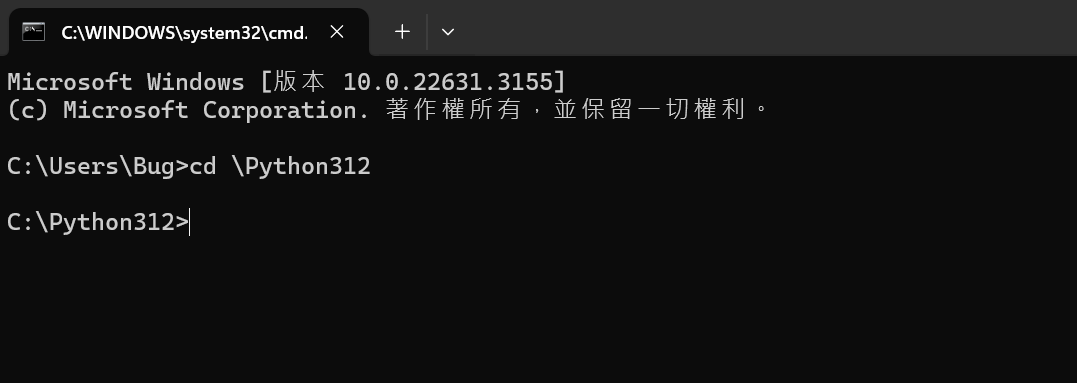 C:\WINDOWS\system32\cmd.
Microsoft Windows [版本 10.0.22631.3155]
(c) Microsoft Corporation. 著作權所有，並保留一切權利。
C:\Users\Bug>cd \Python312
C:\Python312>